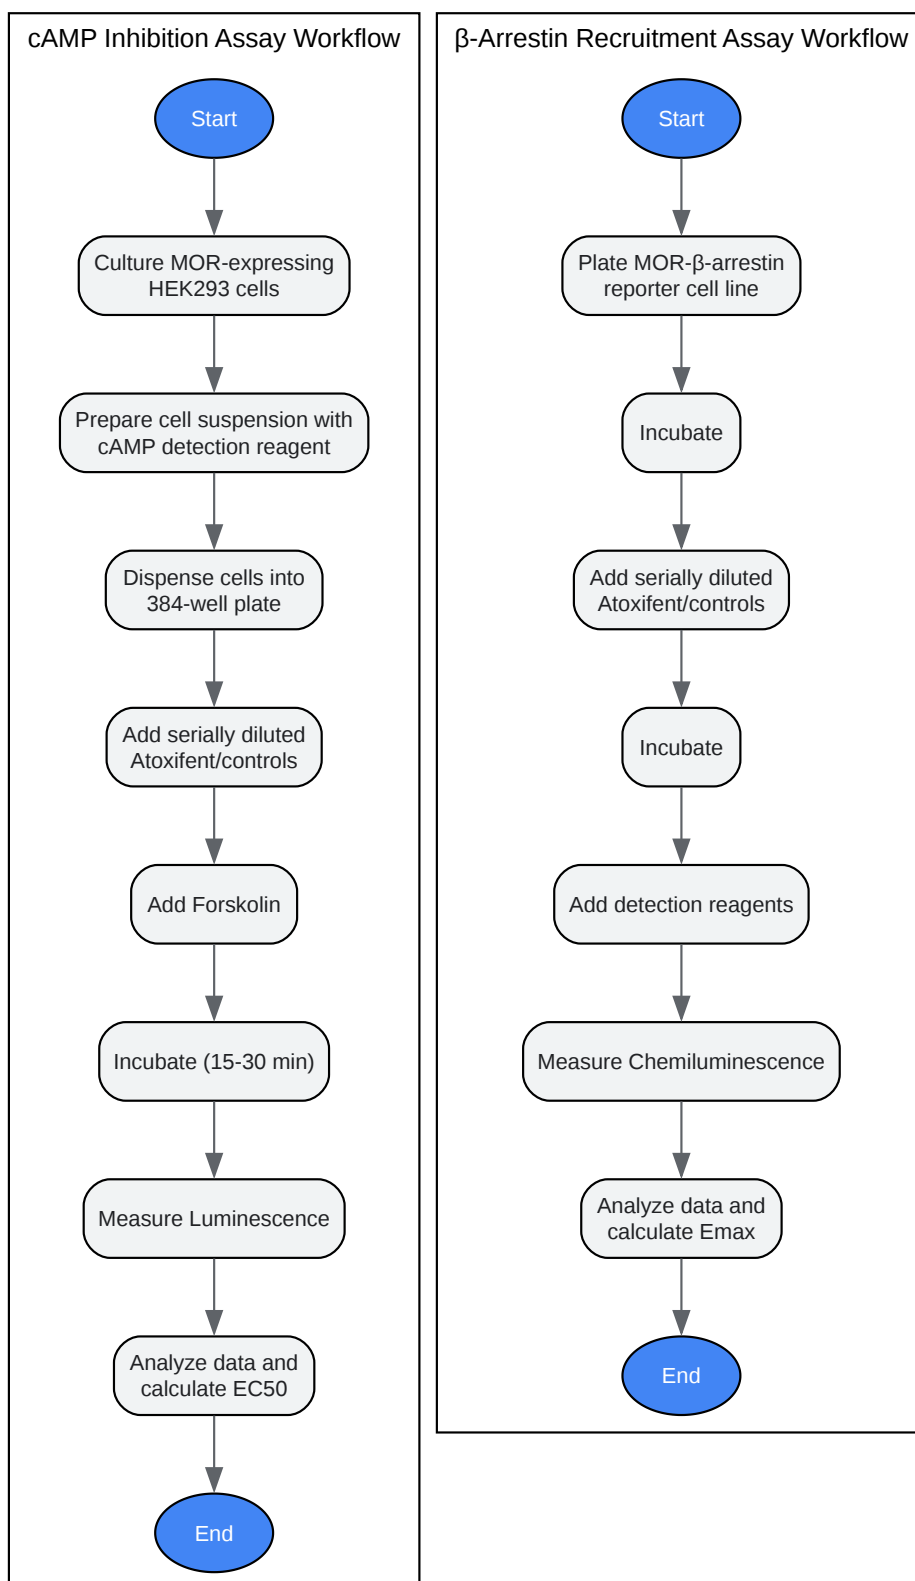 cAMP Inhibition Assay Workflow
Start
Culture MOR-expressing
HEK293 cells
Prepare cell suspension with
cAMP detection reagent
Dispense cells into
384-well plate
Add serially diluted
Atoxifent/controls
Add Forskolin
Incubate (15-30 min)
Measure Luminescence
Analyze data and
calculate EC50
End
β-Arrestin Recruitment Assay Workflow
Start
Plate MOR-β-arrestin
reporter cell line
Incubate
Add serially diluted
Atoxifent/controls
Incubate
Add detection reagents
Measure Chemiluminescence
Analyze data and
calculate Emax
End